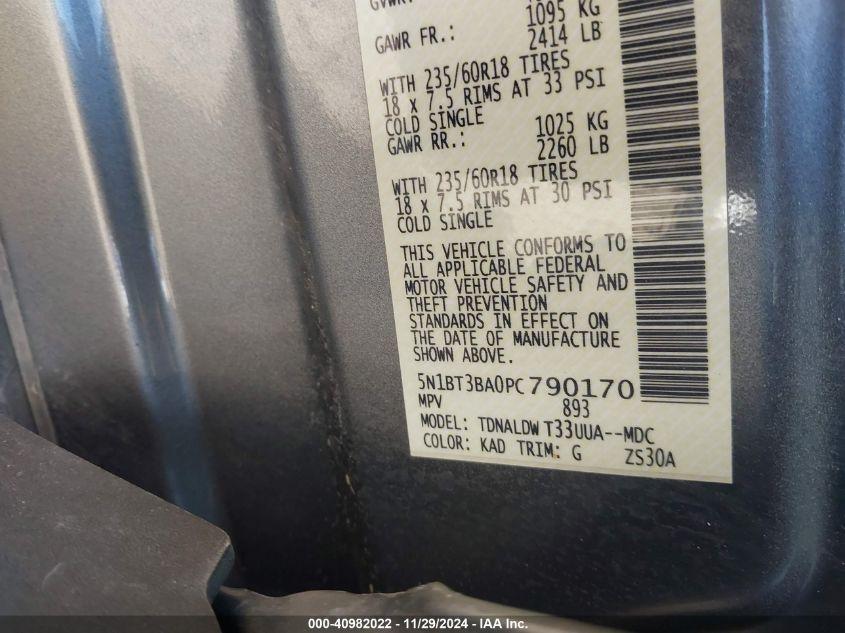 GVWR
1095 KG
GAWR FR.: 2414 LB
WITH 235/60R18 TIRES
18 x 7.5 RIMS AT 33 PSI
COLD SINGLE
1025 KG
GAWR RR.: 2260 LB
WITH 235/60R18 TIRES
18 x 7.5 RIMS AT 30 PSI
COLD SINGLE
THIS VEHICLE CONFORMS TO
ALL APPLICABLE FEDERAL
MOTOR VEHICLE SAFETY AND
THEFT PREVENTION
STANDARDS IN EFFECT ON
THE DATE OF MANUFACTURE
SHOWN ABOVE.
5N1BT3BA0PC790170
MPV 893
MODEL: TDNALDW T33UUA--MDC
COLOR: KAD TRIM: G ZS30A
000-40982022 - 11/29/2024 - IAA Inc.